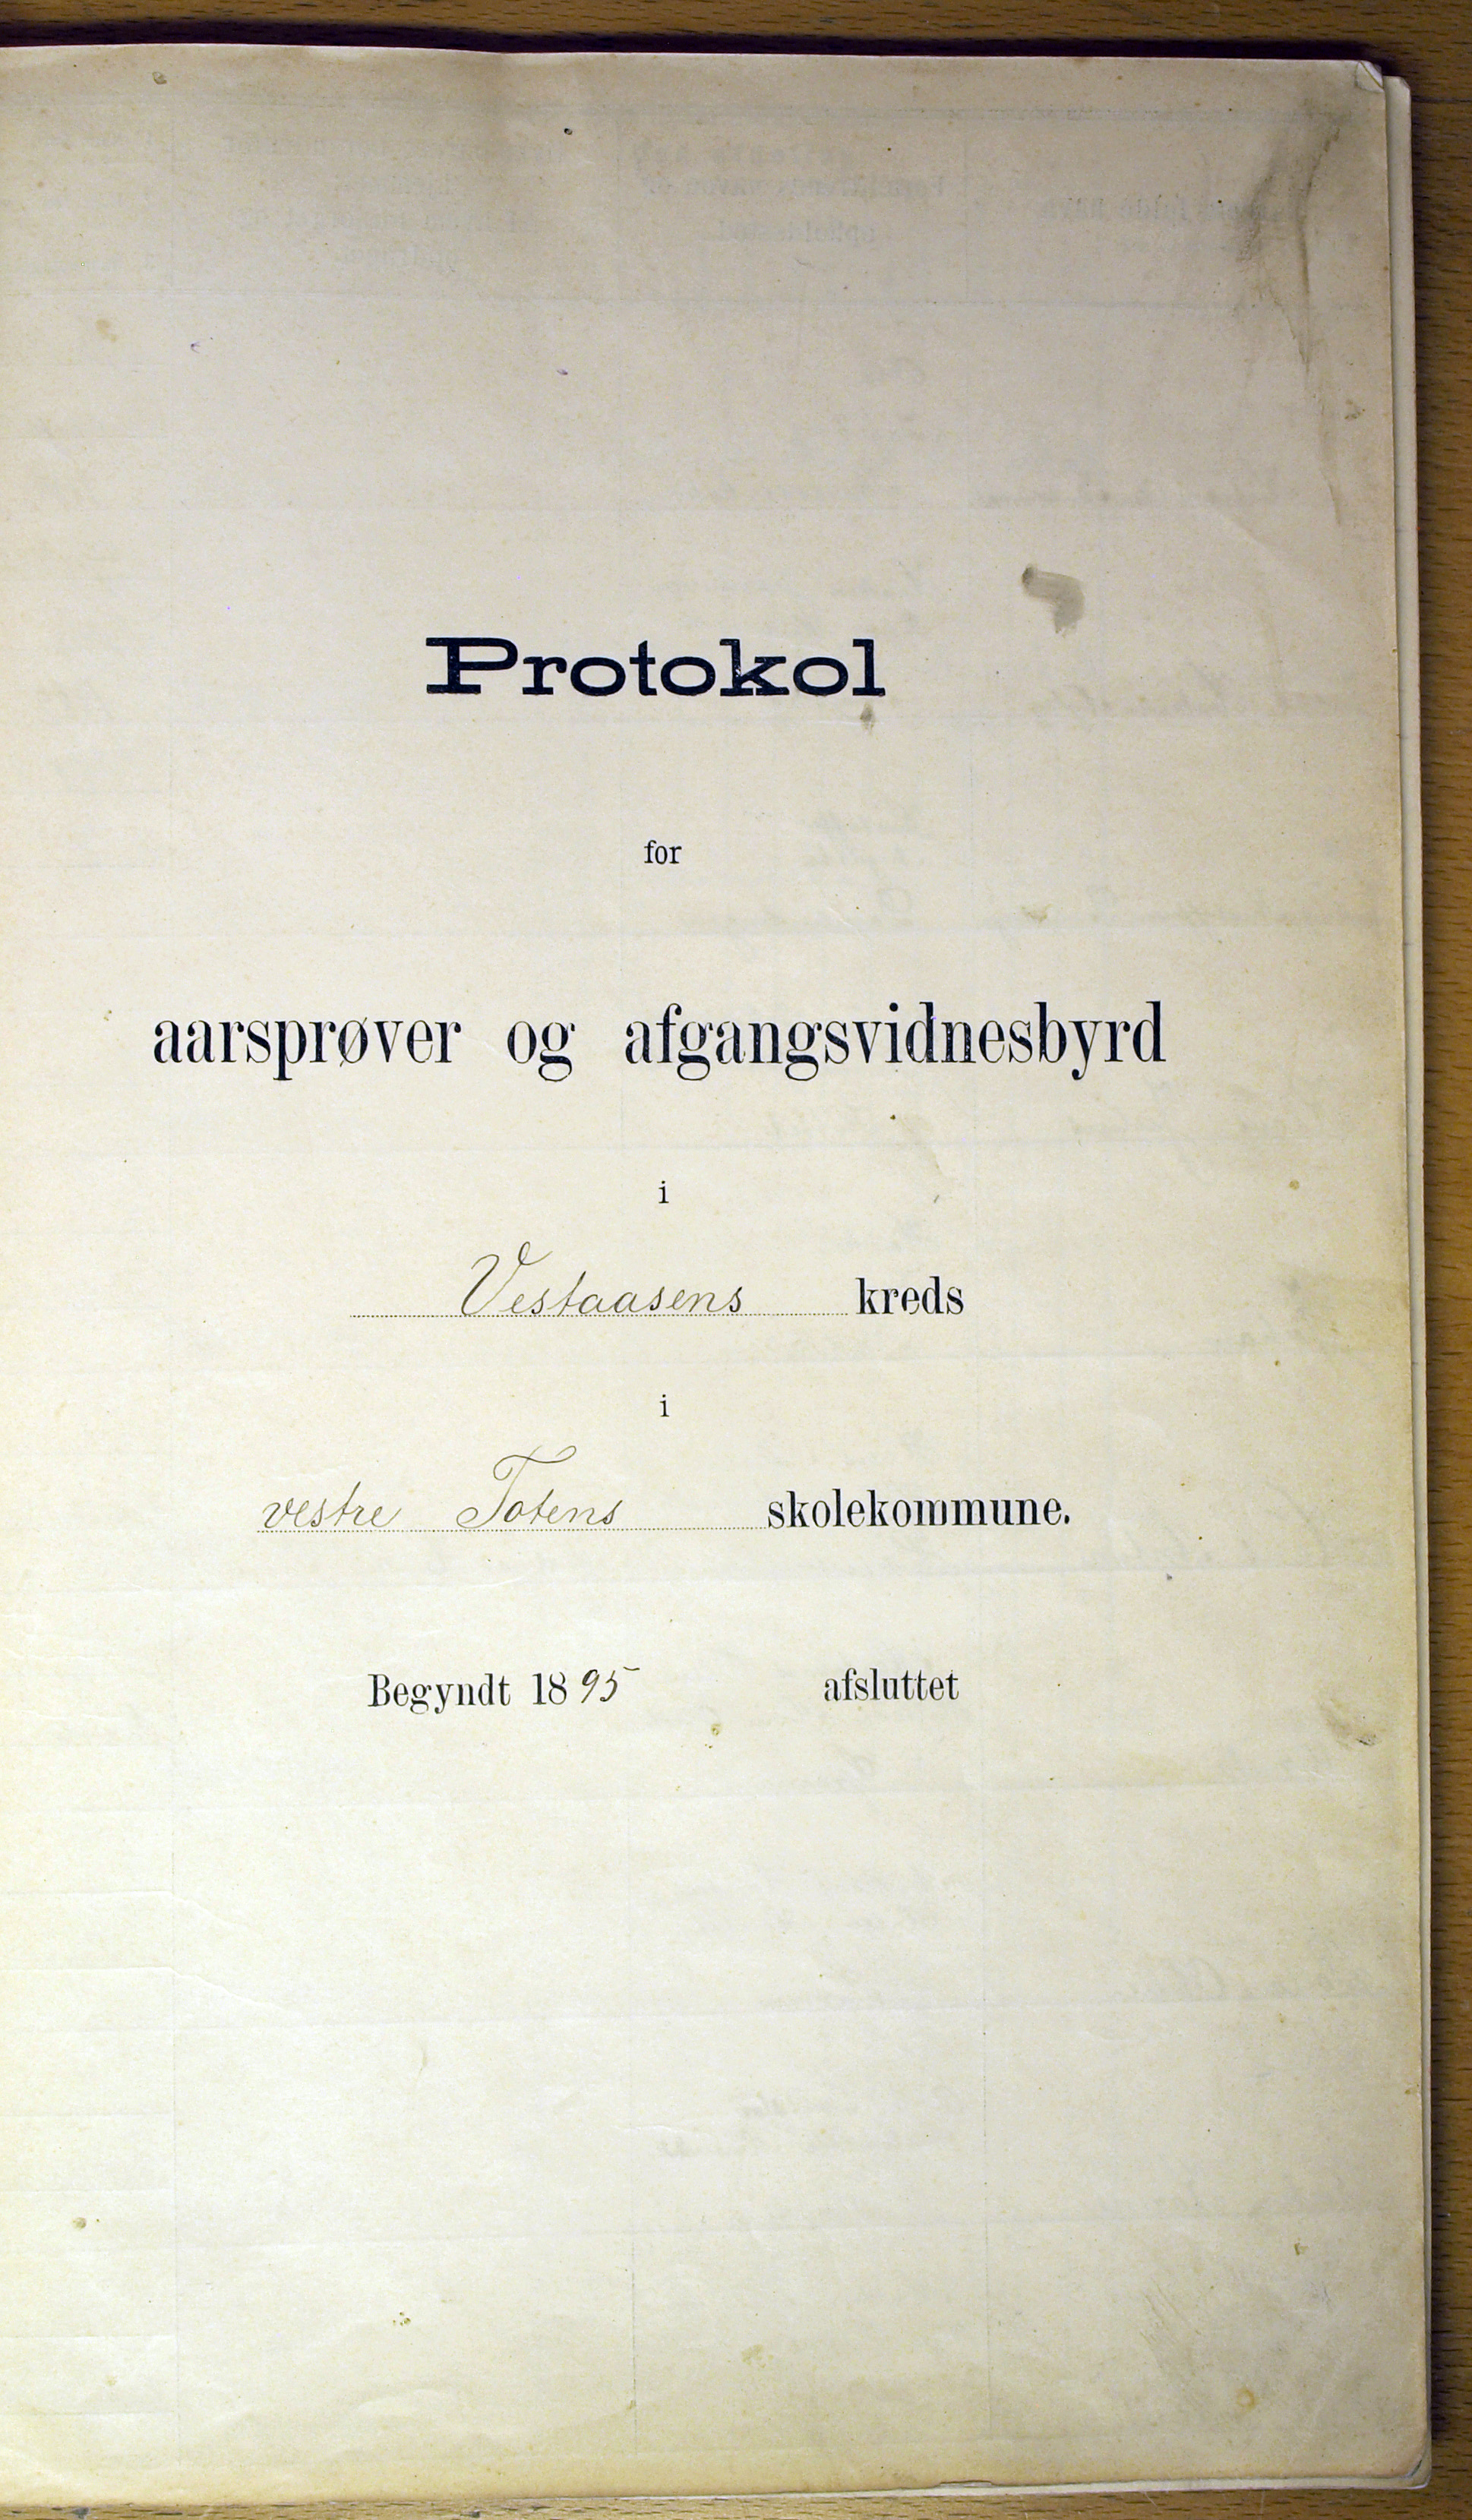 Protokol
for
aarsprøver og afgangsvidnesbyrd
i
Vestaasens kreds
i
vestre Totens skolekommune.
Begyndt 1895 afsluttet